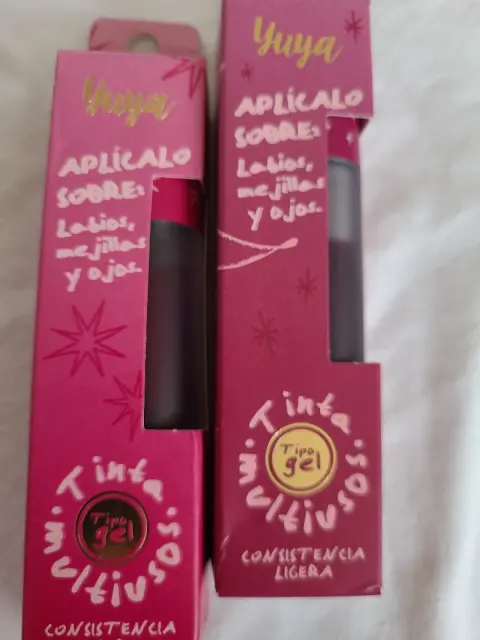 Yuya
APLÍCALO
SOBRE:
Labios,
mejillas
y ojos.
Tinta
multiusos.
Tipo
gel
CONSISTENCIA
Yuya
APLÍCALO
SOBRE:
Labios,
mejillas
y ojos.
Tinta
multiusos.
Tipo
gel
CONSISTENCIA
LIGERA